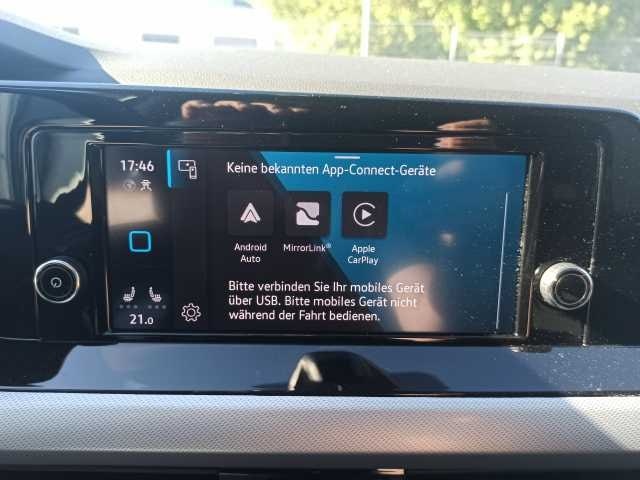 17:46
Keine bekannten App-Connect-Geräte
Android
Auto
MirrorLink®
Apple
CarPlay
Bitte verbinden Sie Ihr mobiles Gerät
über USB. Bitte mobiles Gerät nicht
während der Fahrt bedienen.
21.0